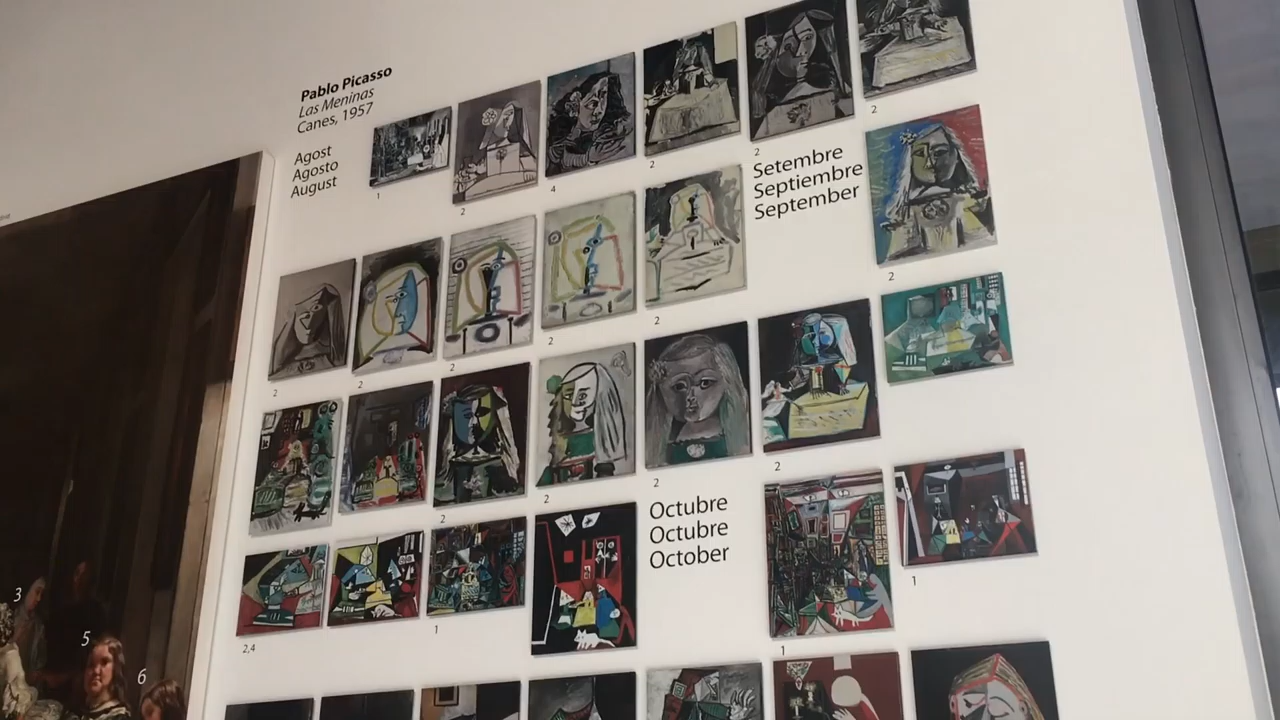 Pablo Picasso
Las Meninas
Canes, 1957
Agost
Agosto
August
1
2
4
2
2
2
Setembre
Septiembre
September
2
2
2
2
2
2
2
2
2
2
Octubre
Octubre
October
1
2,4
1
1
3
5
6